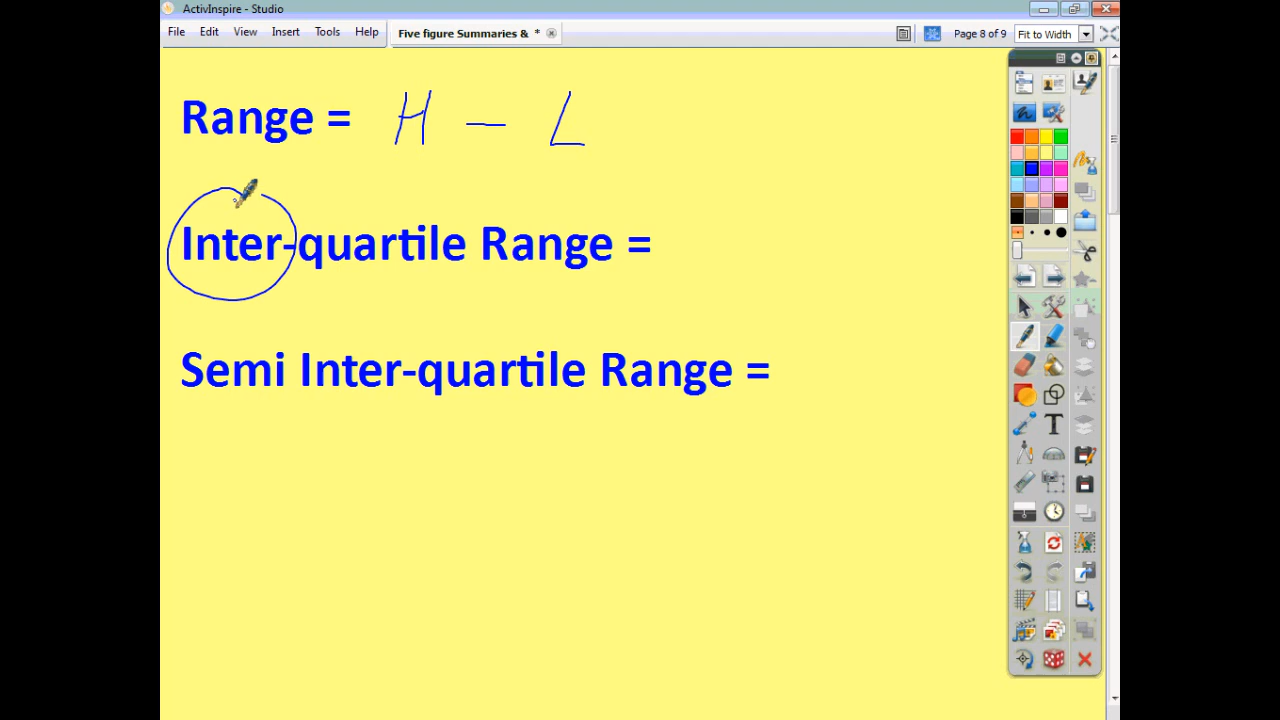 ActivInspire - Studio
File Edit View Insert Tools Help
Five figure Summaries & *
Page 8 of 9
Fit to Width
Range = H - L
Inter-quartile Range =
Semi Inter-quartile Range =